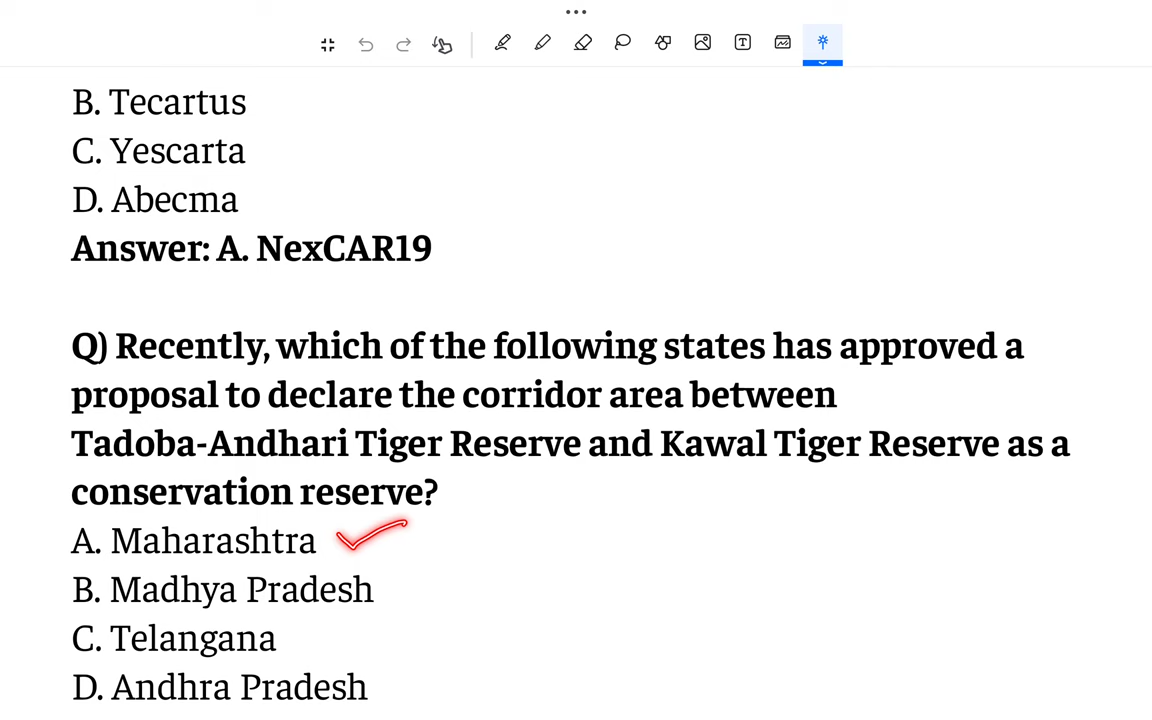 B. Tecartus
C. Yescarta
D. Abecma
Answer: A. NexCAR19
Q) Recently, which of the following states has approved a
proposal to declare the corridor area between
Tadoba-Andhari Tiger Reserve and Kawal Tiger Reserve as a
conservation reserve?
A. Maharashtra
B. Madhya Pradesh
C. Telangana
D. Andhra Pradesh